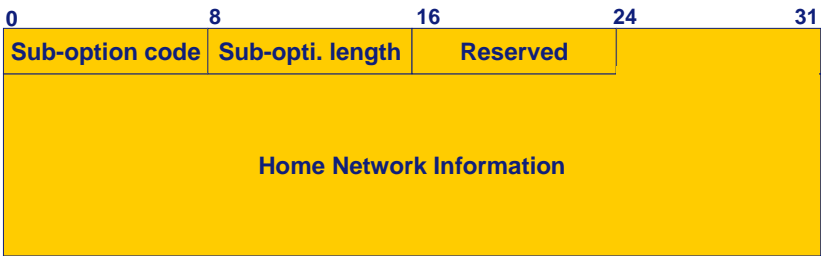 0 8 16 24 31
Sub-option code Sub-opti. length Reserved
Home Network Information